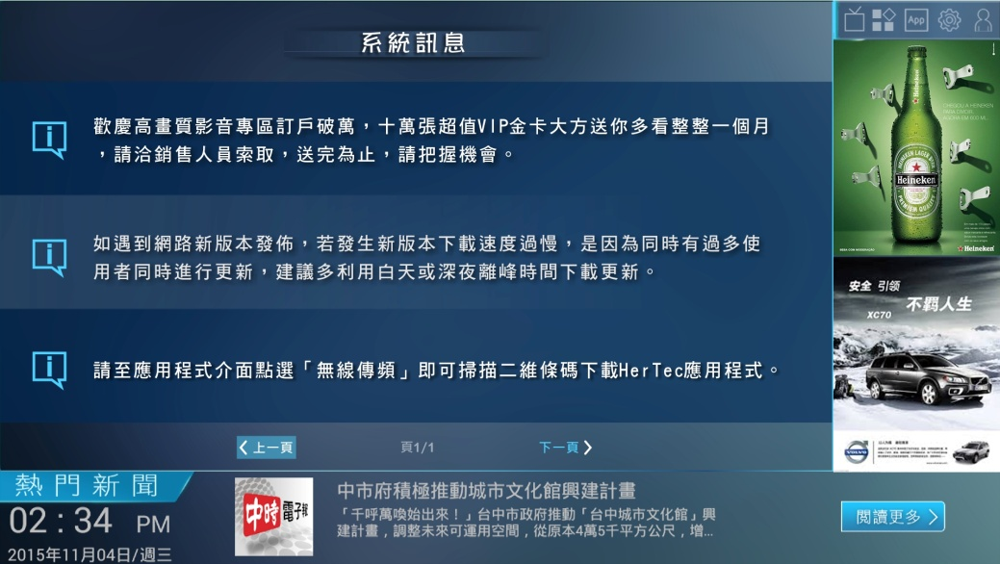 系統訊息
App
歡慶高畫質影音專區訂戶破萬，十萬張超值VIP金卡大方送你多看整整一個月
，請洽銷售人員索取，送完為止，請把握機會。
如遇到網路新版本發佈，若發生新版本下載速度過慢，是因為同時有過多使
用者同時進行更新，建議多利用白天或深夜離峰時間下載更新。
請至應用程式介面點選「無線傳頻」即可掃描二維條碼下載HerTec應用程式。
上一頁
頁1/1
下一頁
Heineken
HEINEKEN LAGER BEER
Heineken
PREMIUM QUALITY
Heineken
安全 引领
XC70
不羁人生
VOLVO
熱門新聞
02：34 PM
2015年11月04日/週三
中時電子報
中市府積極推動城市文化館興建計畫
「千呼萬喚始出來！」台中市政府推動「台中城市文化館」興
建計畫，調整未來可運用空間，從原本4萬5千平方公尺，增...
閱讀更多